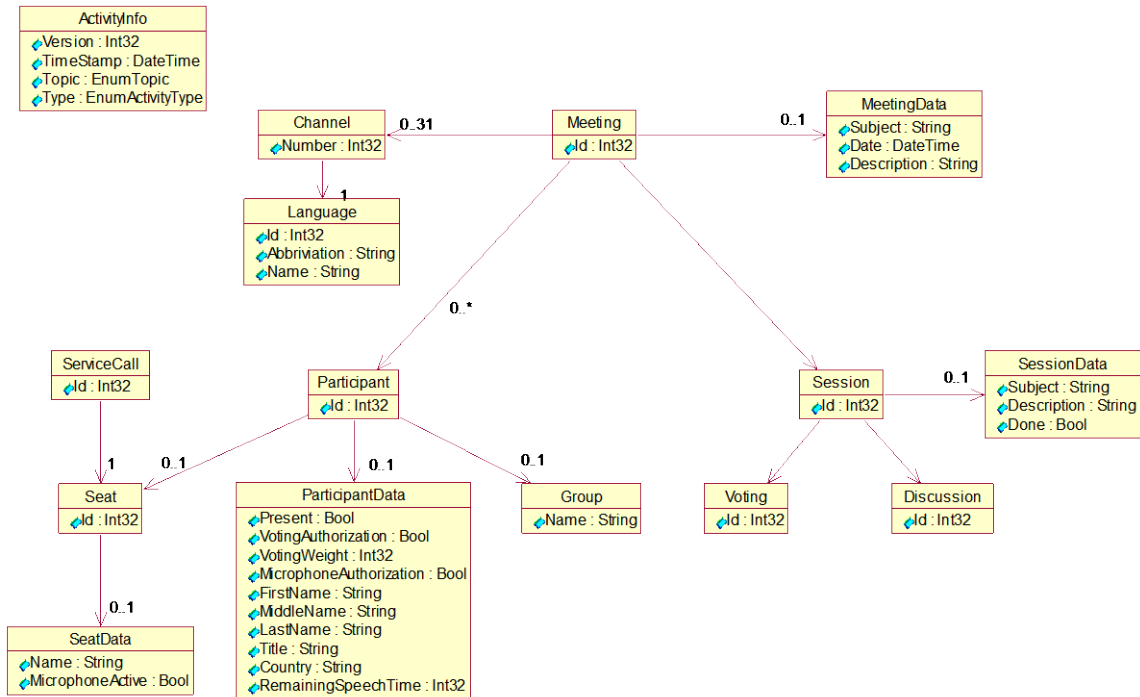 ActivityInfo
Version : Int32
TimeStamp : DateTime
Topic : EnumTopic
Type : EnumActivityType
Channel
Number : Int32
0..31
Meeting
Id : Int32
0..1
MeetingData
Subject : String
Date : DateTime
Description : String
1
Language
Id : Int32
Abbriviation : String
Name : String
0..*
ServiceCall
Id : Int32
Participant
Id : Int32
Session
Id : Int32
0..1
SessionData
Subject : String
Description : String
Done : Bool
1
0..1
0..1
0..1
Seat
Id : Int32
ParticipantData
Present : Bool
VotingAuthorization : Bool
VotingWeight : Int32
MicrophoneAuthorization : Bool
FirstName : String
MiddleName : String
LastName : String
Title : String
Country : String
RemainingSpeechTime : Int32
Group
Name : String
Voting
Id : Int32
Discussion
Id : Int32
0..1
SeatData
Name : String
MicrophoneActive : Bool